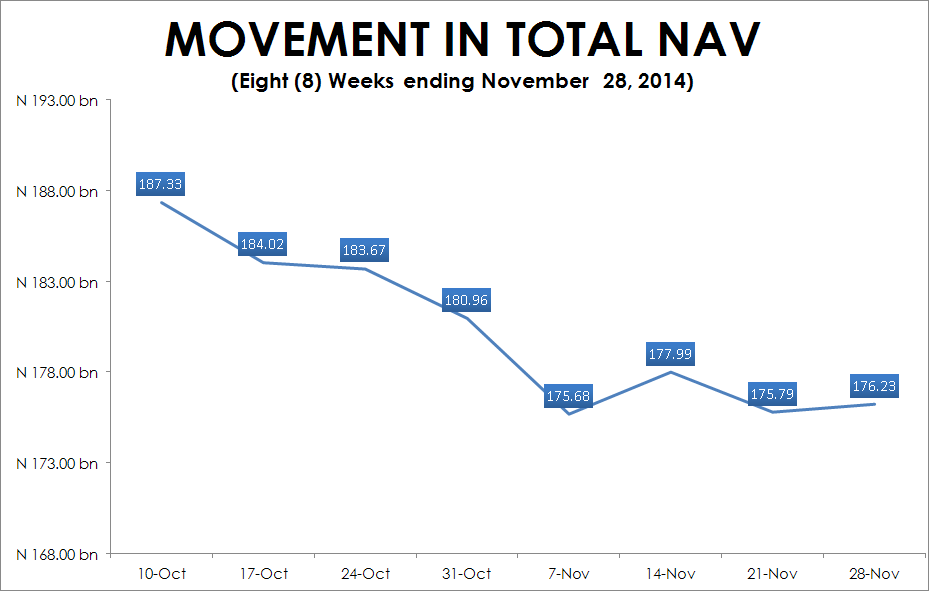 MOVEMENT IN TOTAL NAV
(Eight (8) Weeks ending November 28, 2014)
N 193.00 bn
N 188.00 bn
N 183.00 bn
N 178.00 bn
N 173.00 bn
N 168.00 bn
187.33
184.02
183.67
180.96
175.68
177.99
175.79
176.23
10-Oct
17-Oct
24-Oct
31-Oct
7-Nov
14-Nov
21-Nov
28-Nov